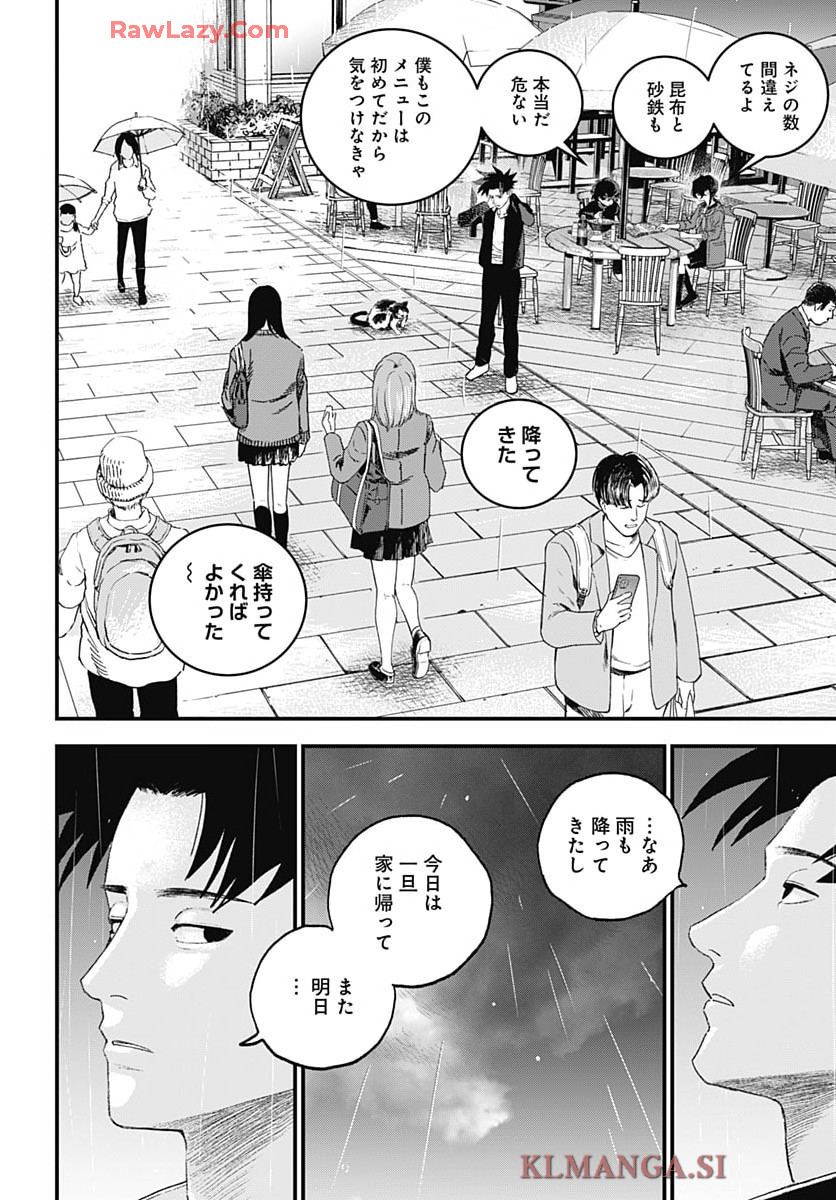 RawLazy.Com
ネジの数
間違え
てるよ
昆布と
砂鉄も
本当だ
危ない
僕もこの
メニューは
初めてだから
気をつけなきゃ
降って
きた
傘持って
くれば
よかった
〜
…なあ
雨も
降って
きたし
今日は
一旦
家に帰って
また
明日
…
KLMANGA.SI